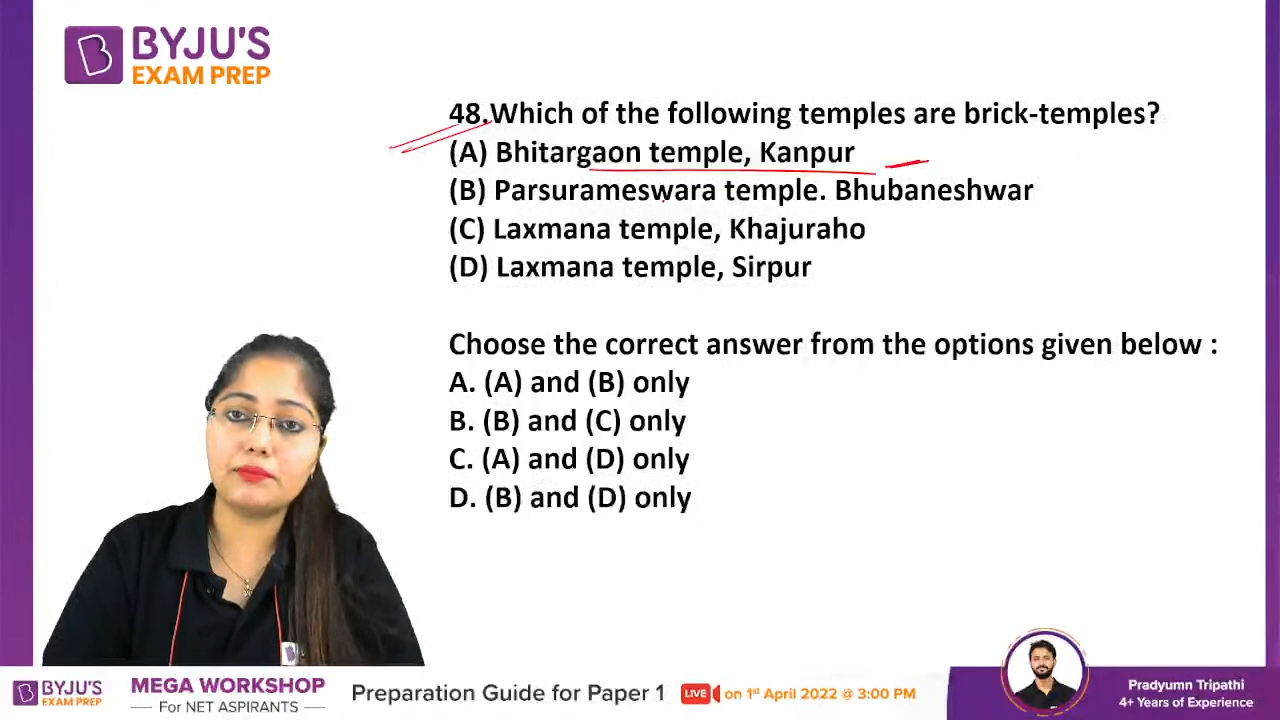 BYJU'S
EXAM PREP
48.Which of the following temples are brick-temples?
(A) Bhitargaon temple, Kanpur
(B) Parsurameswara temple. Bhubaneshwar
(C) Laxmana temple, Khajuraho
(D) Laxmana temple, Sirpur
Choose the correct answer from the options given below :
A. (A) and (B) only
B. (B) and (C) only
C. (A) and (D) only
D. (B) and (D) only
BYJU'S
EXAM PREP
MEGA WORKSHOP
For NET ASPIRANTS
Preparation Guide for Paper 1
LIVE
on 1st April 2022 @ 3:00 PM
Pradyumn Tripathi
4+ Years of Experience